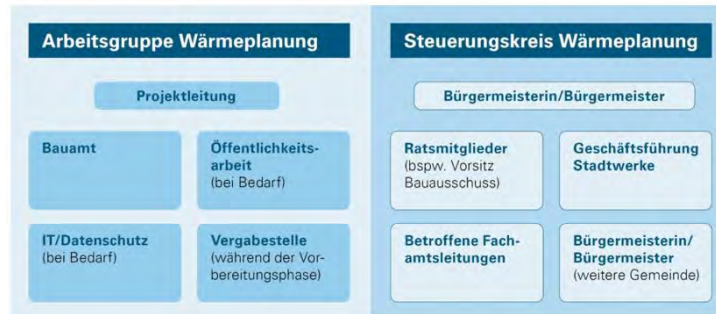 Arbeitsgruppe Wärmeplanung
Projektleitung
Bauamt
Öffentlichkeits-
arbeit
(bei Bedarf)
IT/Datenschutz
(bei Bedarf)
Vergabestelle
(während der Vor-
bereitungsphase)
Steuerungskreis Wärmeplanung
Bürgermeisterin/Bürgermeister
Ratsmitglieder
(bspw. Vorsitz
Bauausschuss)
Geschäftsführung
Stadtwerke
Betroffene Fach-
amtsleitungen
Bürgermeisterin/
Bürgermeister
(weitere Gemeinde)